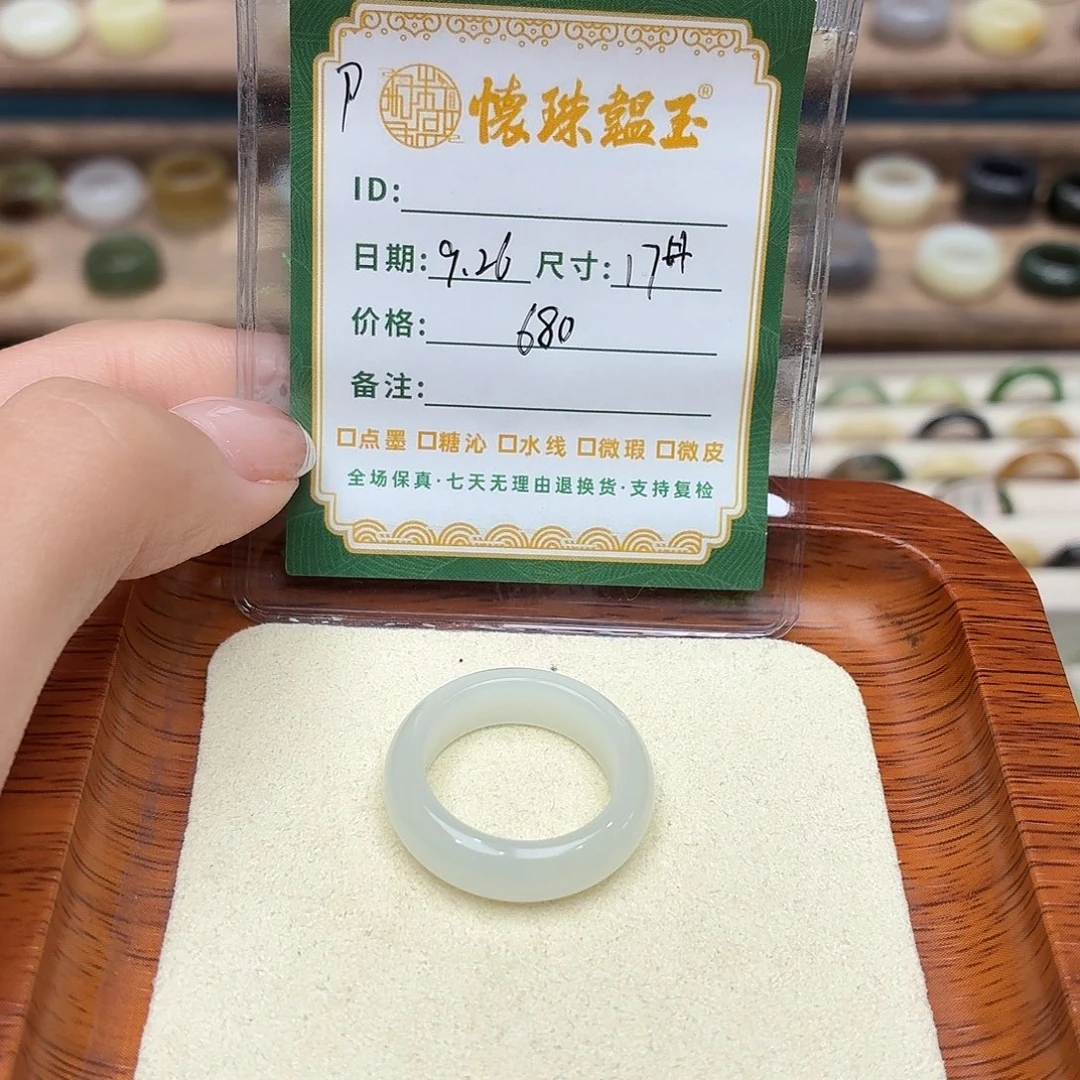 P 懷珠韞玉®
ID:
日期: 9.26 尺寸: 17#
价格: 680
备注:
□点墨 □糖沁 □水线 □微瑕 □微皮
全场保真·七天无理由退换货·支持复检